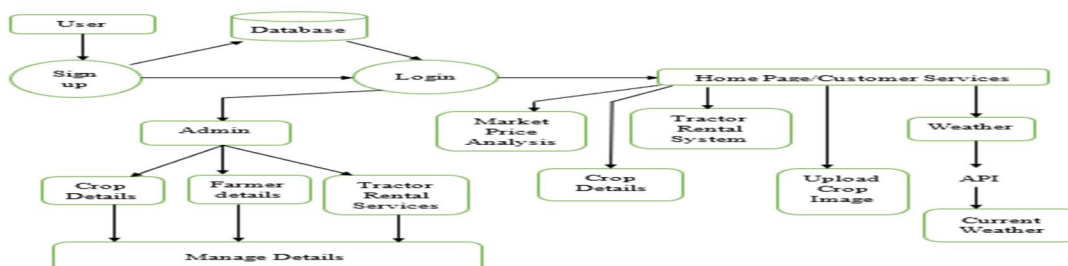 User
Database
Sign
up
Login
Home Page/Customer Services
Admin
Market
Price
Analysis
Tractor
Rental
System
Weather
Crop
Details
Farmer
details
Tractor
Rental
Services
Crop
Details
Upload
Crop
Image
API
Current
Weather
Manage Details